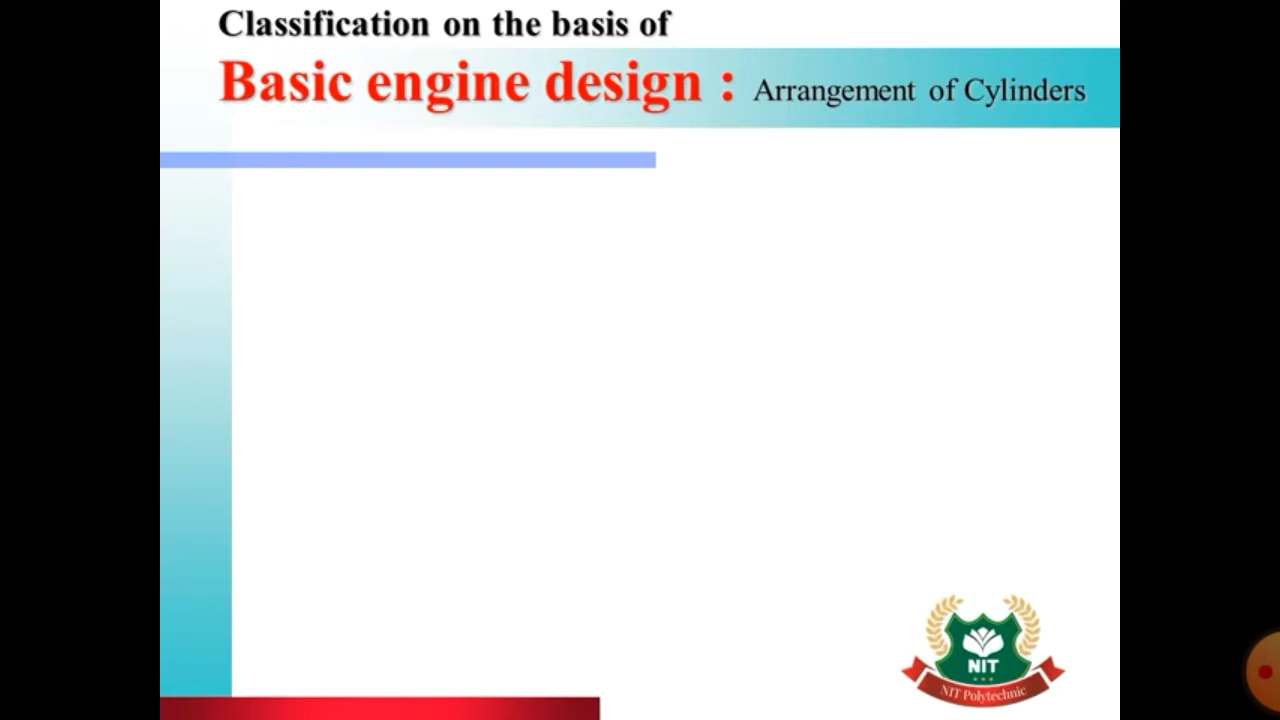 Classification on the basis of
Basic engine design : Arrangement of Cylinders
NIT
NIT Polytechnic